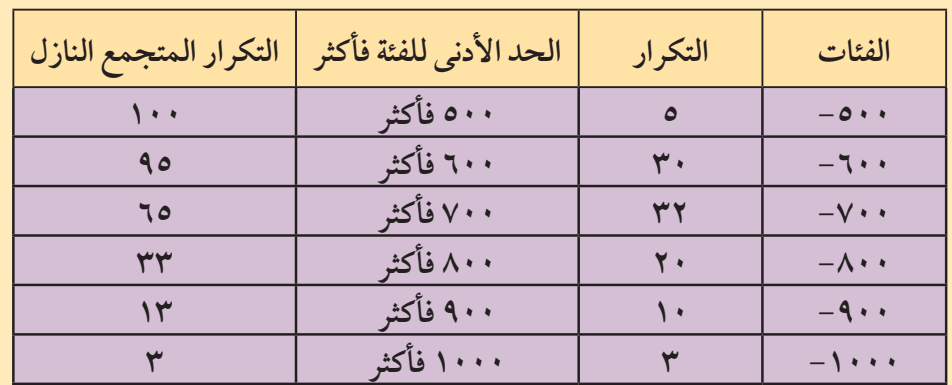 الفئات التكرار الحد الأدنى للفئة فأكثر التكرار المتجمع النازل
٥٠٠– ٥ ٥٠٠ فأكثر ١٠٠
٦٠٠– ٣٠ ٦٠٠ فأكثر ٩٥
٧٠٠– ٣٢ ٧٠٠ فأكثر ٦٥
٨٠٠– ٢٠ ٨٠٠ فأكثر ٣٣
٩٠٠– ١٠ ٩٠٠ فأكثر ١٣
١٠٠٠– ٣ ١٠٠٠ فأكثر ٣